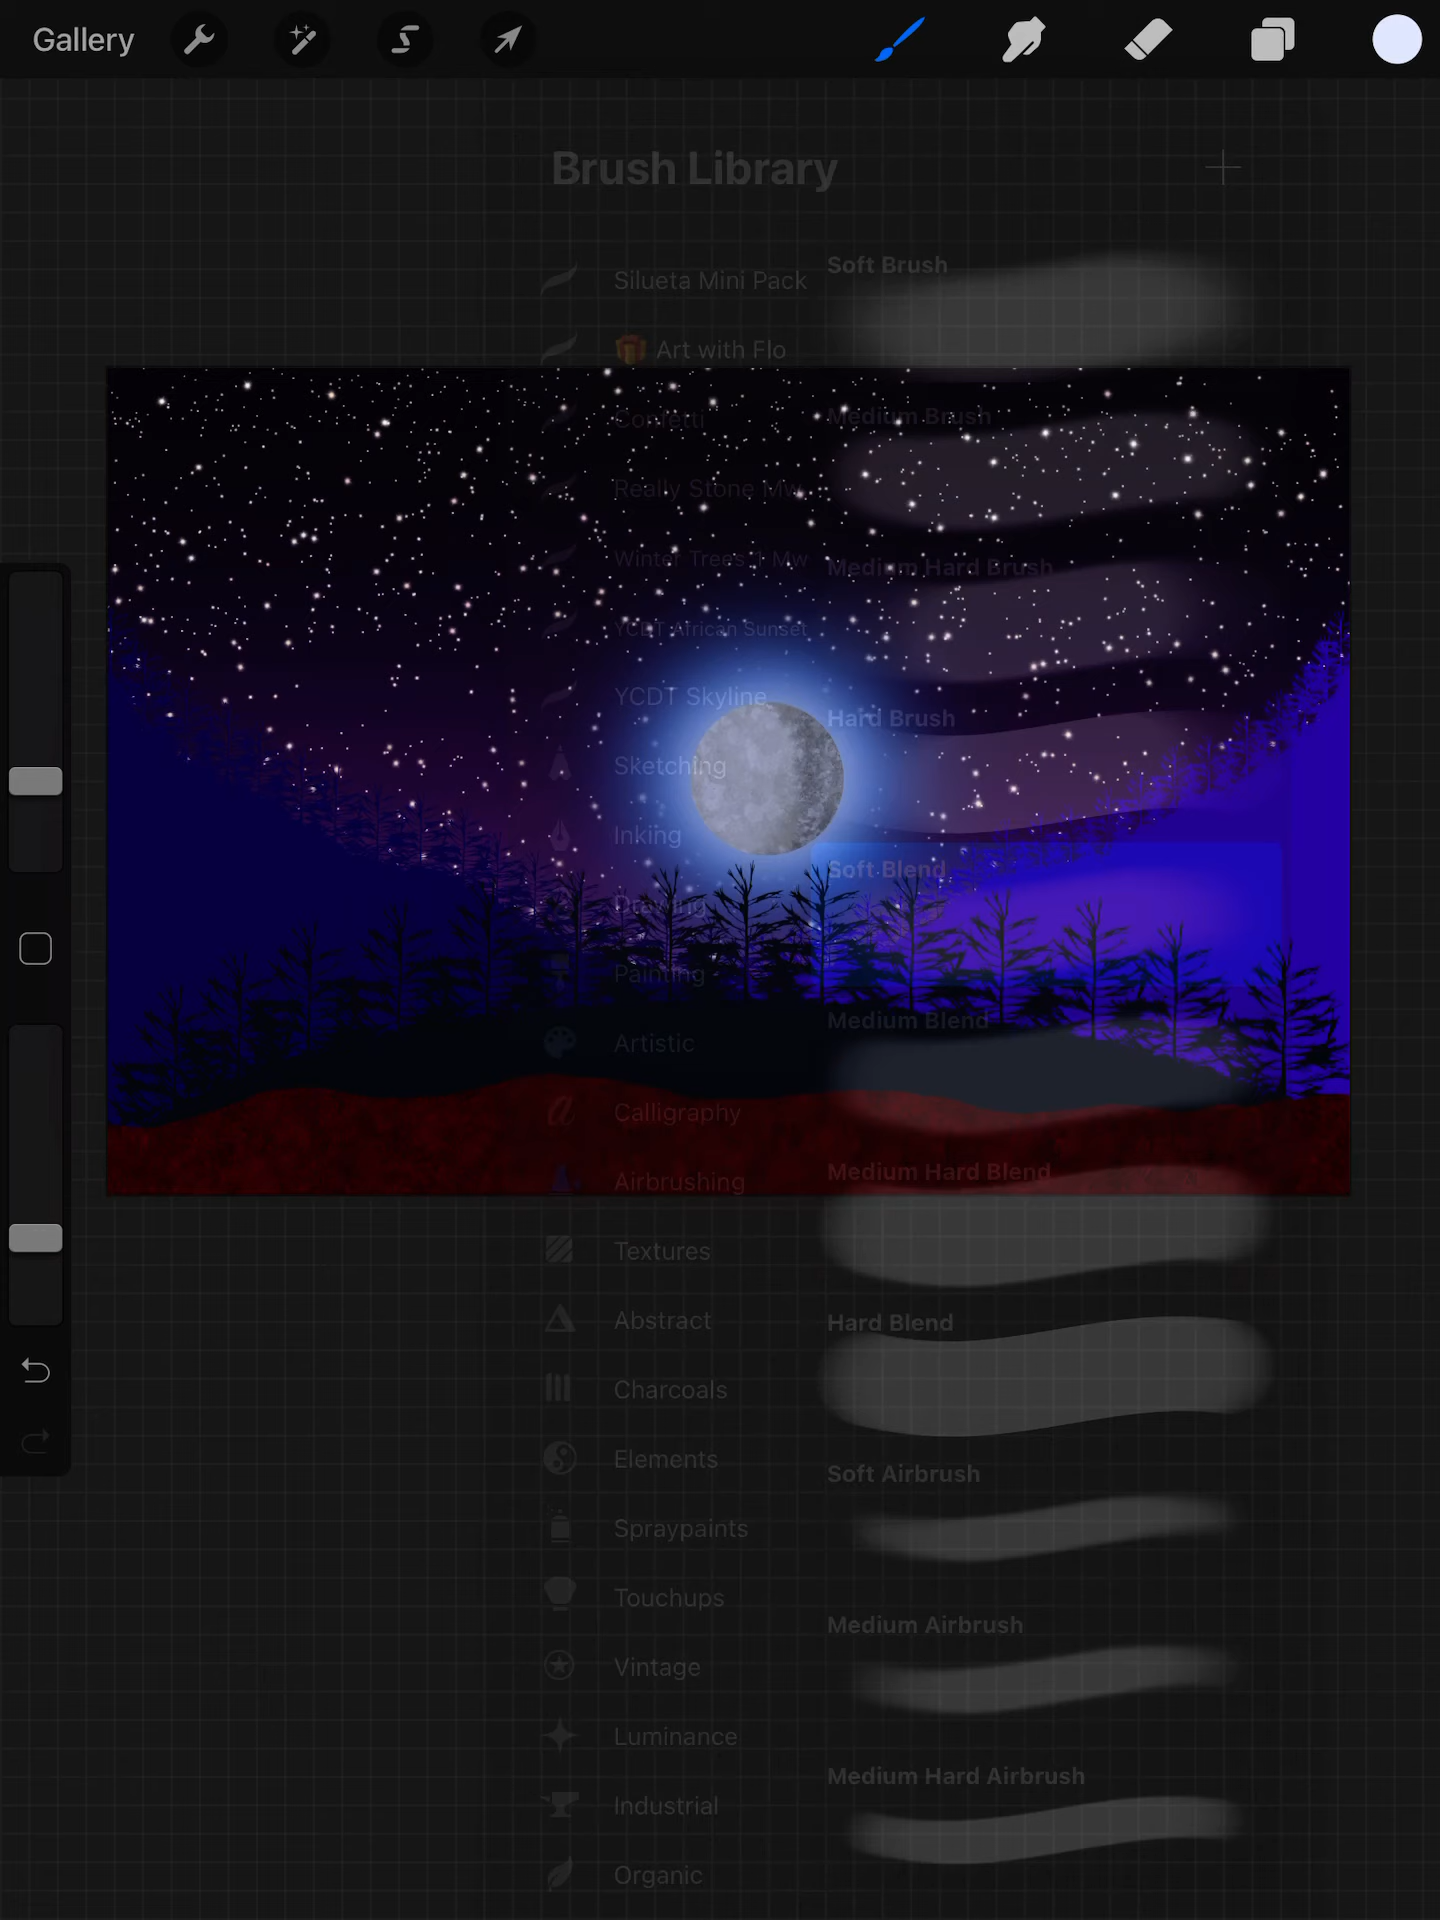 Gallery
Brush Library
Silueta Mini Pack
🎁 Art with Flo
Confetti
Really Stone Mw
Winter Trees 1 Mw
YCDT African Sunset
YCDT Skyline
Sketching
Inking
Drawing
Painting
Artistic
Calligraphy
Airbrushing
Textures
Abstract
Charcoals
Elements
Spraypaints
Touchups
Vintage
Luminance
Industrial
Organic
Soft Brush
Medium Brush
Medium Hard Brush
Hard Brush
Soft Blend
Medium Blend
Medium Hard Blend
Hard Blend
Soft Airbrush
Medium Airbrush
Medium Hard Airbrush